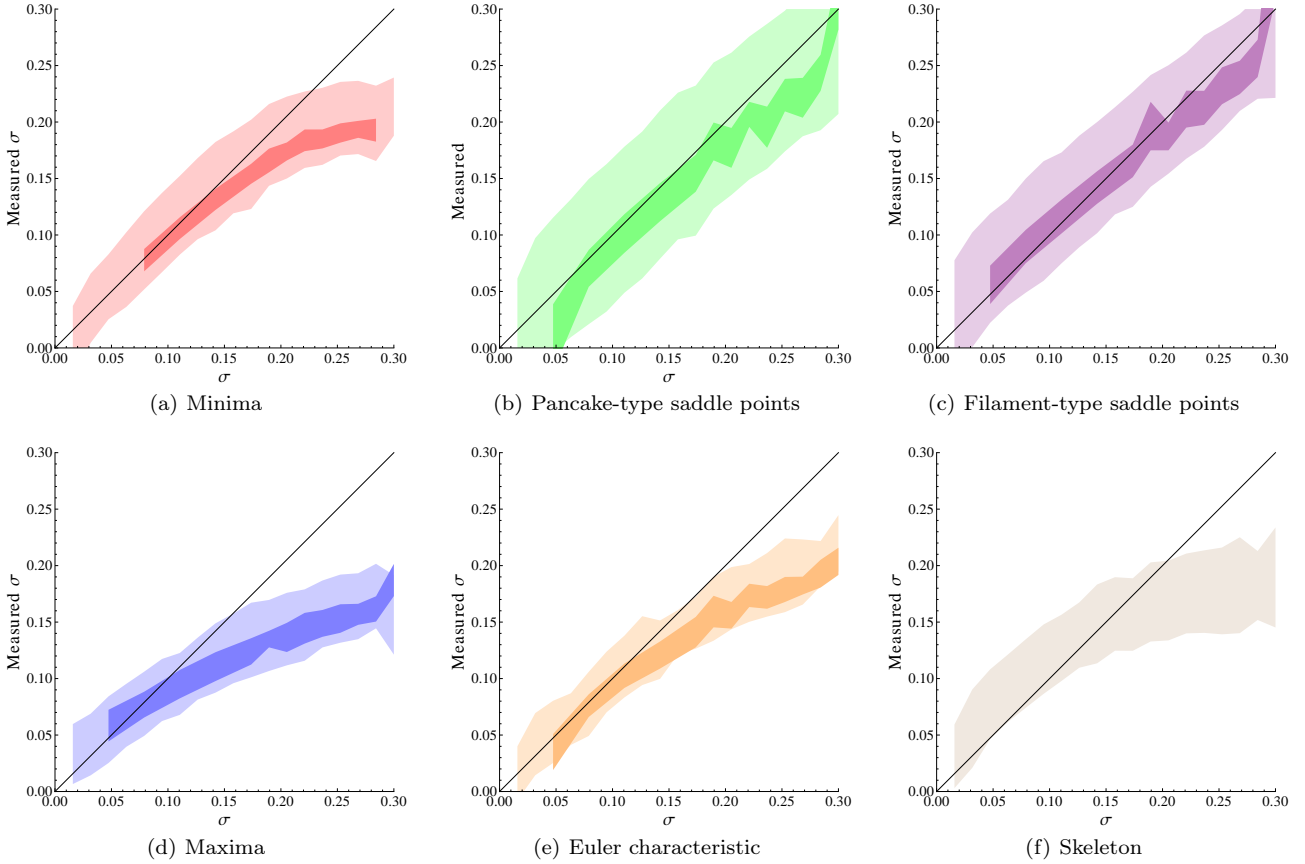 0.30
0.25
0.20
0.15
0.10
0.05
0.00
Measured σ
0.00 0.05 0.10 0.15 0.20 0.25 0.30
σ
(a) Minima
0.30
0.25
0.20
0.15
0.10
0.05
0.00
Measured
0.00 0.05 0.10 0.15 0.20 0.25 0.30
σ
(b) Pancake-type saddle points
0.30
0.25
0.20
0.15
0.10
0.05
0.00
Measured σ
0.00 0.05 0.10 0.15 0.20 0.25 0.30
(c) Filament-type saddle points
0.30
0.25
0.20
0.15
0.10
0.05
0.00
Measured σ
0.00 0.05 0.10 0.15 0.20 0.25 0.30
σ
(d) Maxima
0.30
0.25
0.20
0.15
0.10
0.05
0.00
Measured σ
0.00 0.05 0.10 0.15 0.20 0.25 0.30
σ
(e) Euler characteristic
0.30
0.25
0.20
0.15
0.10
0.05
0.00
Measured σ
0.00 0.05 0.10 0.15 0.20 0.25 0.30
σ
(f) Skeleton